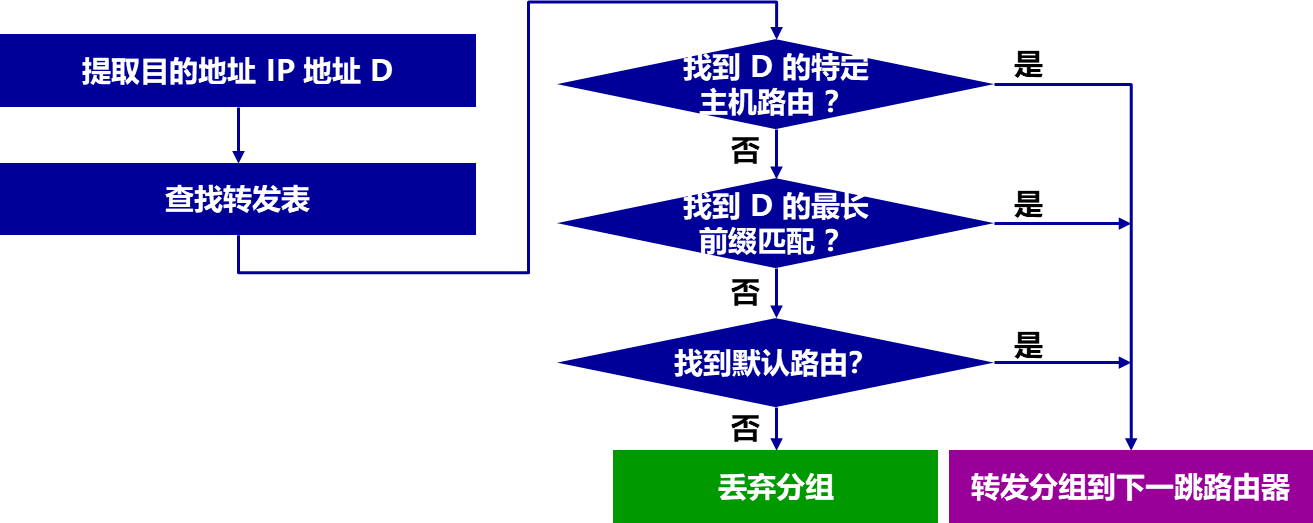 提取目的地址 IP 地址 D
查找转发表
找到 D 的特定
主机路由？
是
否
找到 D 的最长
前缀匹配？
是
否
找到默认路由?
是
否
丢弃分组
转发分组到下一跳路由器